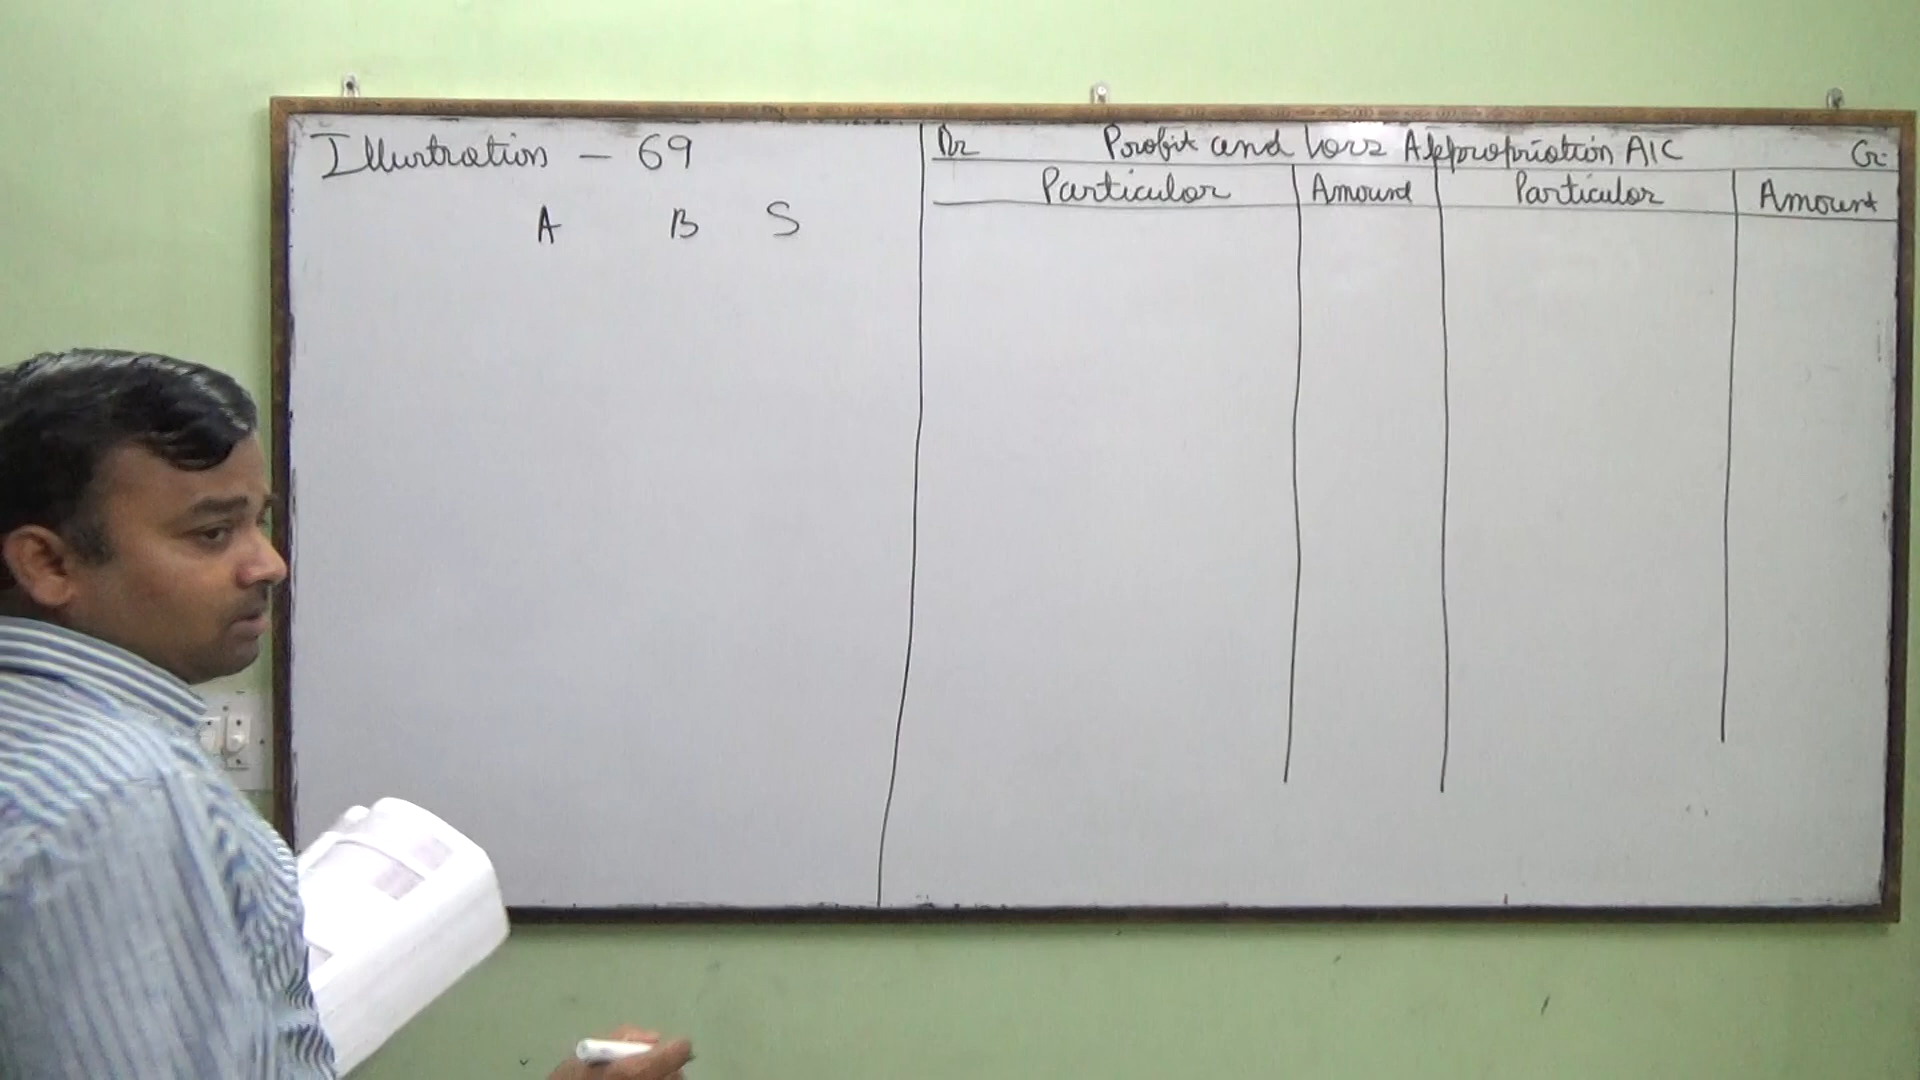 Illustration - 69
A B S
Dr Profit and Loss Appropriation A/C Cr.
Particular Amount Particular Amount